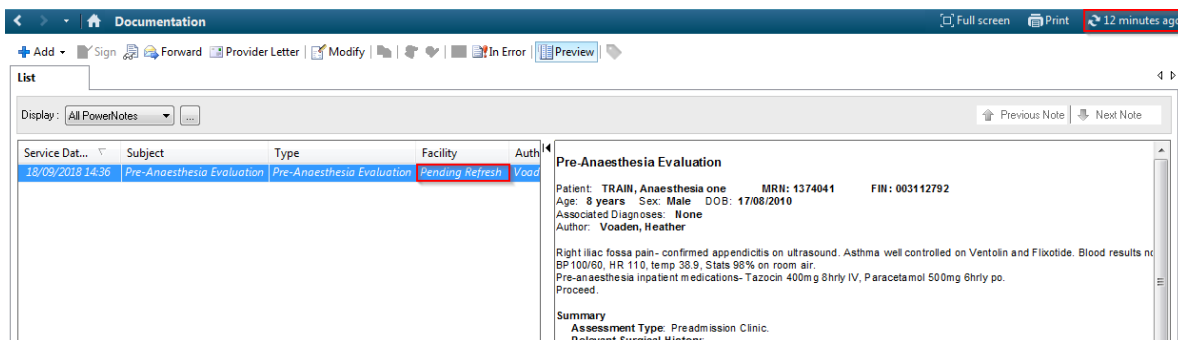 Documentation Full screen Print 12 minutes ago
Add Sign Forward Provider Letter Modify In Error Preview
List
Display: All PowerNotes ... Previous Note Next Note
Service Dat... Subject Type Facility Auth
18/09/2018 14:36 Pre-Anaesthesia Evaluation Pre-Anaesthesia Evaluation Pending Refresh Voad
Pre-Anaesthesia Evaluation
Patient: TRAIN, Anaesthesia one MRN: 1374041 FIN: 003112792
Age: 8 years Sex: Male DOB: 17/08/2010
Associated Diagnoses: None
Author: Voaden, Heather
Right iliac fossa pain- confirmed appendicitis on ultrasound. Asthma well controlled on Ventolin and Flixotide. Blood results
BP100/60, HR 110, temp 38.9, Stats 98% on room air.
Pre-anaesthesia inpatient medications- Tazocin 400mg 8hrly IV, Paracetamol 500mg 6hrly po.
Proceed.
Summary
Assessment Type: Preadmission Clinic.
Relevant Surgical History: